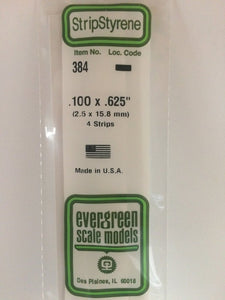 StripStyrene
Item No. Loc. Code
384
.100 x .625"
(2.5 x 15.8 mm)
4 Strips
Made in U.S.A.
evergreen
scale models
Des Plaines, IL 60018